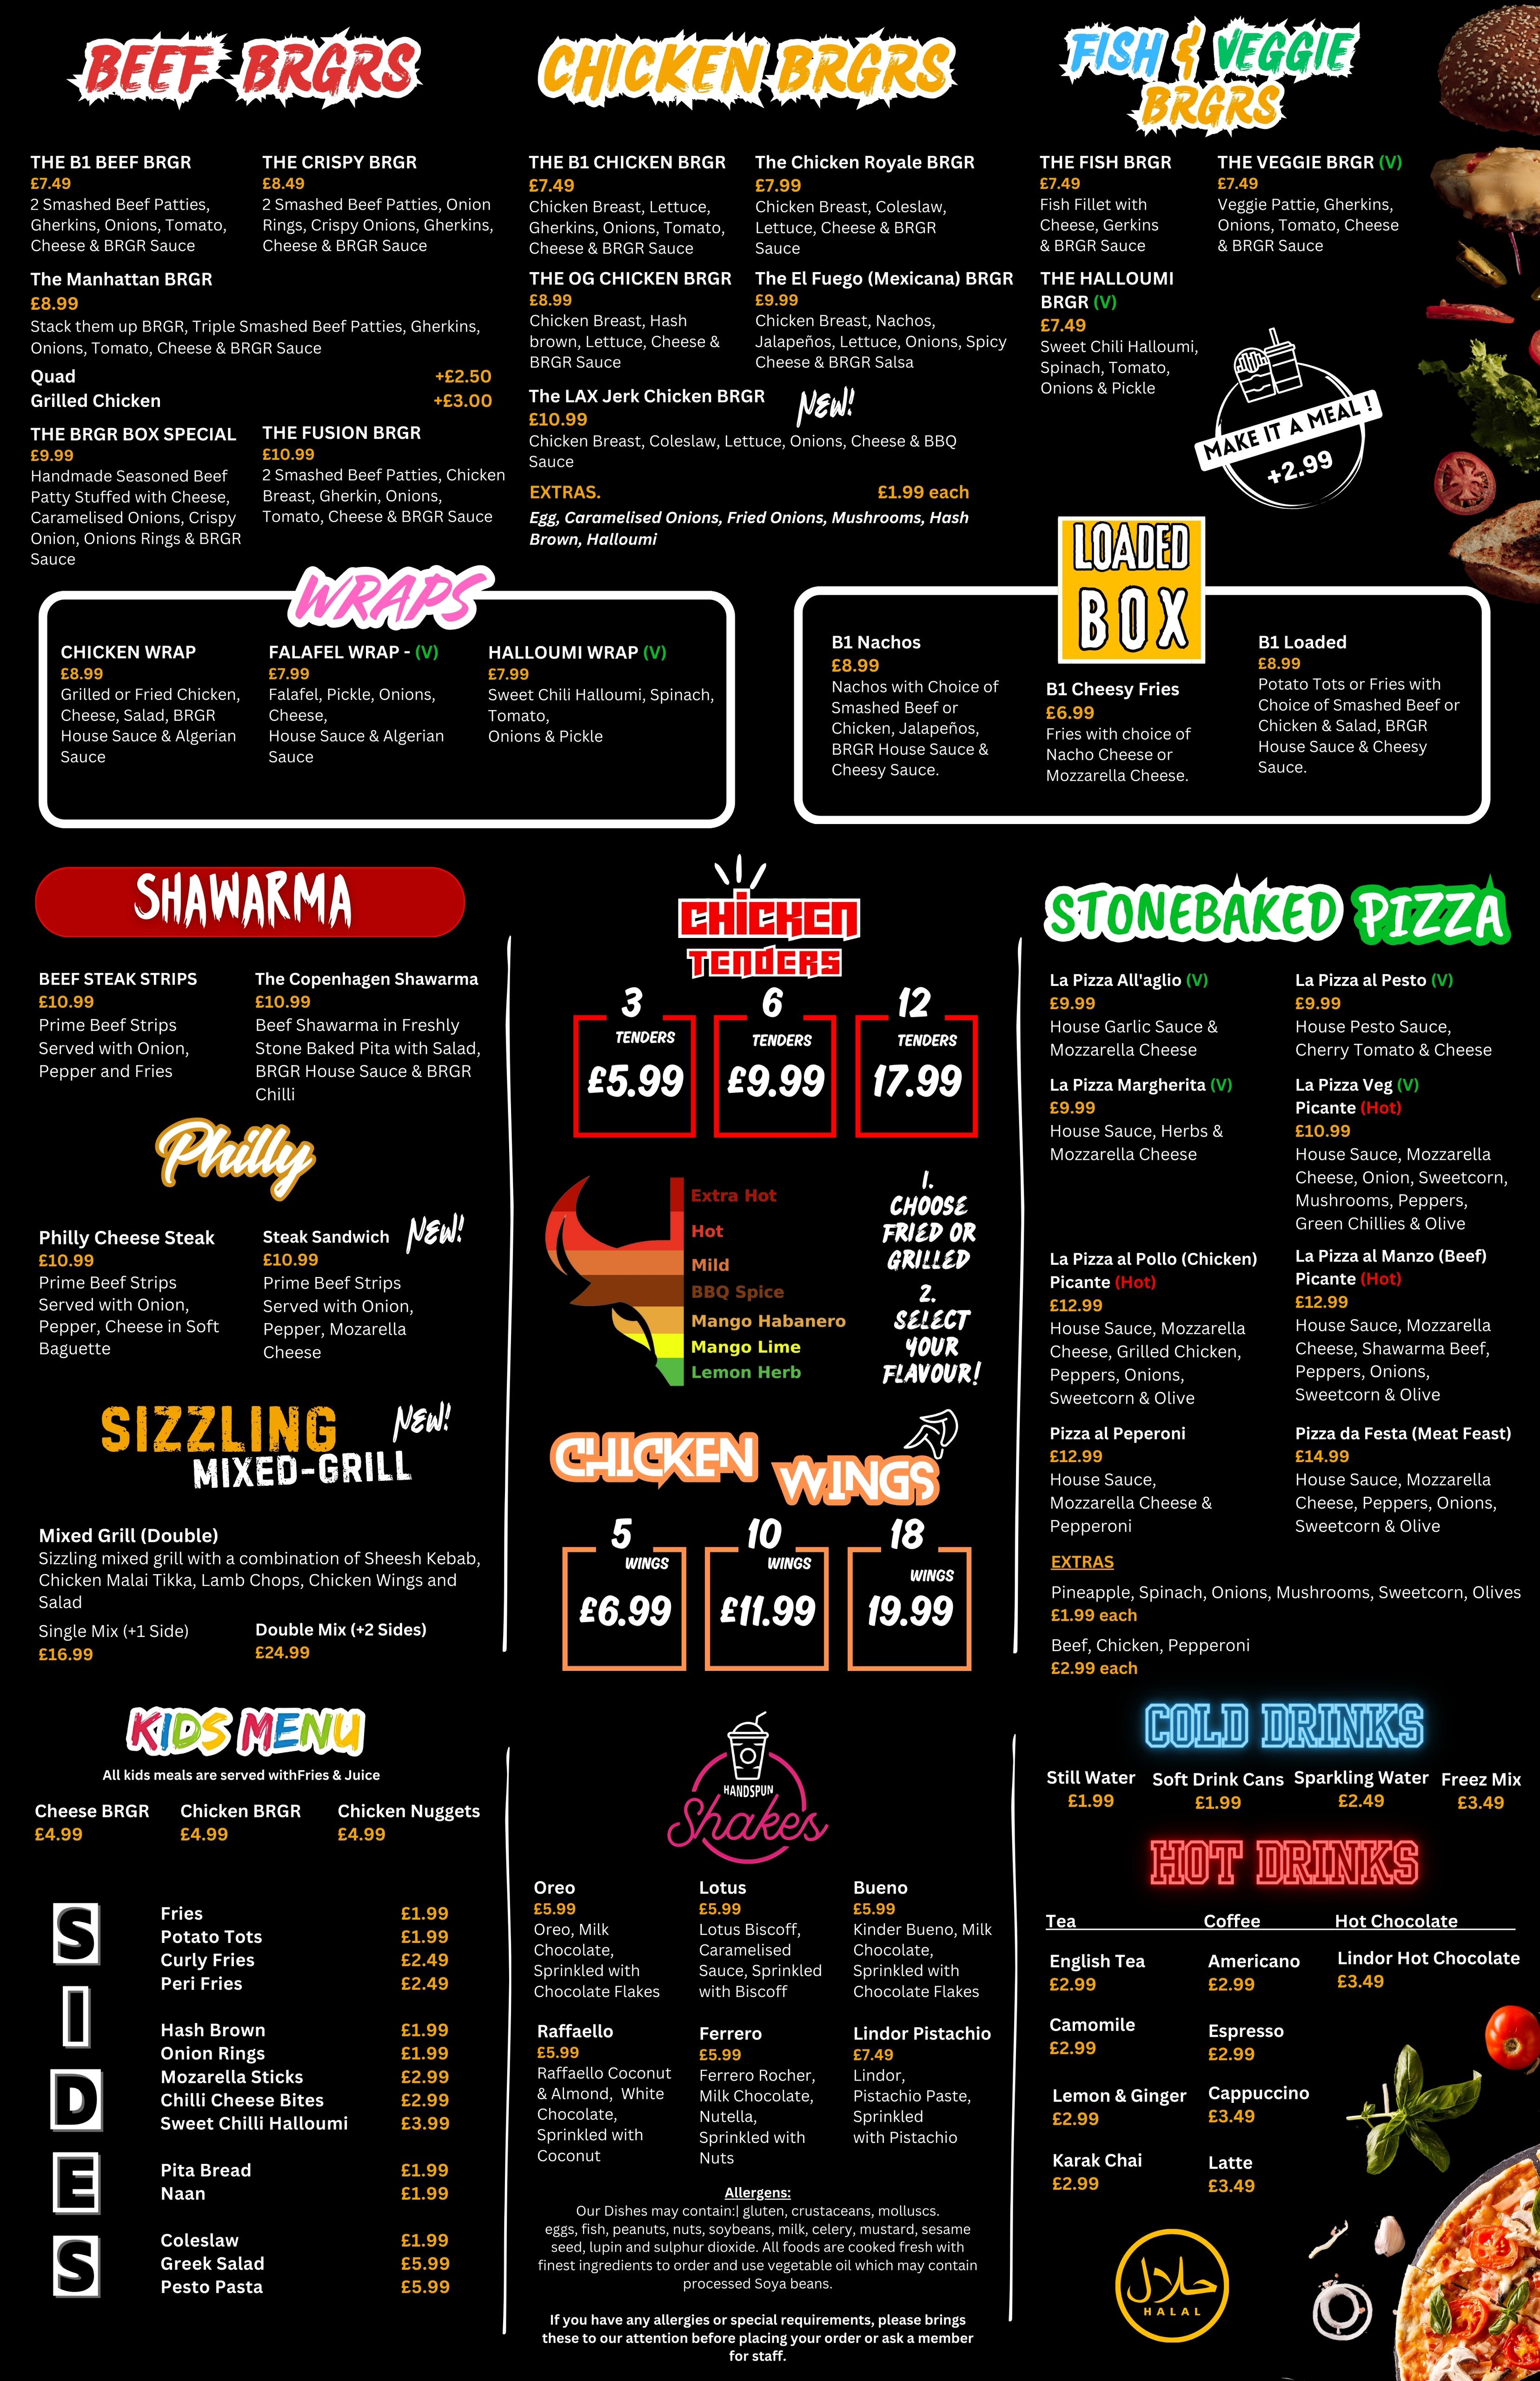 BEEF BRGRS
THE B1 BEEF BRGR
£7.49
2 Smashed Beef Patties,
Gherkins, Onions, Tomato,
Cheese & BRGR Sauce
THE CRISPY BRGR
£8.49
2 Smashed Beef Patties, Onion
Rings, Crispy Onions, Gherkins,
Cheese & BRGR Sauce
The Manhattan BRGR
£8.99
Stack them up BRGR, Triple Smashed Beef Patties, Gherkins,
Onions, Tomato, Cheese & BRGR Sauce
Quad +£2.50
Grilled Chicken +£3.00
THE BRGR BOX SPECIAL
£9.99
Handmade Seasoned Beef
Patty Stuffed with Cheese,
Caramelised Onions, Crispy
Onion, Onions Rings & BRGR
Sauce
THE FUSION BRGR
£10.99
2 Smashed Beef Patties, Chicken
Breast, Gherkin, Onions,
Tomato, Cheese & BRGR Sauce
CHICKEN BRGRS
THE B1 CHICKEN BRGR
£7.49
Chicken Breast, Lettuce,
Gherkins, Onions, Tomato,
Cheese & BRGR Sauce
The Chicken Royale BRGR
£7.99
Chicken Breast, Coleslaw,
Lettuce, Cheese & BRGR
Sauce
THE OG CHICKEN BRGR
£8.99
Chicken Breast, Hash
brown, Lettuce, Cheese &
BRGR Sauce
The El Fuego (Mexicana) BRGR
£9.99
Chicken Breast, Nachos,
Jalapeños, Lettuce, Onions, Spicy
Cheese & BRGR Salsa
The LAX Jerk Chicken BRGR NEW!
£10.99
Chicken Breast, Coleslaw, Lettuce, Onions, Cheese & BBQ
Sauce
EXTRAS. £1.99 each
Egg, Caramelised Onions, Fried Onions, Mushrooms, Hash
Brown, Halloumi
FISH & VEGGIE
BRGRS
THE FISH BRGR
£7.49
Fish Fillet with
Cheese, Gerkins
& BRGR Sauce
THE VEGGIE BRGR (V)
£7.49
Veggie Pattie, Gherkins,
Onions, Tomato, Cheese
& BRGR Sauce
THE HALLOUMI
BRGR (V)
£7.49
Sweet Chili Halloumi,
Spinach, Tomato,
Onions & Pickle
MAKE IT A MEAL !
+2.99
WRAPS
CHICKEN WRAP
£8.99
Grilled or Fried Chicken,
Cheese, Salad, BRGR
House Sauce & Algerian
Sauce
FALAFEL WRAP - (V)
£7.99
Falafel, Pickle, Onions,
Cheese,
House Sauce & Algerian
Sauce
HALLOUMI WRAP (V)
£7.99
Sweet Chili Halloumi, Spinach,
Tomato,
Onions & Pickle
LOADED
BOX
B1 Nachos
£8.99
Nachos with Choice of
Smashed Beef or
Chicken, Jalapeños,
BRGR House Sauce &
Cheesy Sauce.
B1 Cheesy Fries
£6.99
Fries with choice of
Nacho Cheese or
Mozzarella Cheese.
B1 Loaded
£8.99
Potato Tots or Fries with
Choice of Smashed Beef or
Chicken & Salad, BRGR
House Sauce & Cheesy
Sauce.
SHAWARMA
BEEF STEAK STRIPS
£10.99
Prime Beef Strips
Served with Onion,
Pepper and Fries
The Copenhagen Shawarma
£10.99
Beef Shawarma in Freshly
Stone Baked Pita with Salad,
BRGR House Sauce & BRGR
Chilli
Philly
Philly Cheese Steak
£10.99
Prime Beef Strips
Served with Onion,
Pepper, Cheese in Soft
Baguette
Steak Sandwich NEW!
£10.99
Prime Beef Strips
Served with Onion,
Pepper, Mozarella
Cheese
SIZZLING NEW!
MIXED-GRILL
Mixed Grill (Double)
Sizzling mixed grill with a combination of Sheesh Kebab,
Chicken Malai Tikka, Lamb Chops, Chicken Wings and
Salad
Single Mix (+1 Side)
£16.99
Double Mix (+2 Sides)
£24.99
CHICKEN
TENDERS
3
TENDERS
£5.99
6
TENDERS
£9.99
12
TENDERS
17.99
Extra Hot
Hot
Mild
BBQ Spice
Mango Habanero
Mango Lime
Lemon Herb
1.
CHOOSE
FRIED OR
GRILLED
2.
SELECT
YOUR
FLAVOUR!
CHICKEN WINGS
5
WINGS
£6.99
10
WINGS
£11.99
18
WINGS
19.99
STONEBAKED PIZZA
La Pizza All'aglio (V)
£9.99
House Garlic Sauce &
Mozzarella Cheese
La Pizza al Pesto (V)
£9.99
House Pesto Sauce,
Cherry Tomato & Cheese
La Pizza Margherita (V)
£9.99
House Sauce, Herbs &
Mozzarella Cheese
La Pizza Veg (V)
Picante (Hot)
£10.99
House Sauce, Mozzarella
Cheese, Onion, Sweetcorn,
Mushrooms, Peppers,
Green Chillies & Olive
La Pizza al Pollo (Chicken)
Picante (Hot)
£12.99
House Sauce, Mozzarella
Cheese, Grilled Chicken,
Peppers, Onions,
Sweetcorn & Olive
La Pizza al Manzo (Beef)
Picante (Hot)
£12.99
House Sauce, Mozzarella
Cheese, Shawarma Beef,
Peppers, Onions,
Sweetcorn & Olive
Pizza al Peperoni
£12.99
House Sauce,
Mozzarella Cheese &
Pepperoni
Pizza da Festa (Meat Feast)
£14.99
House Sauce, Mozzarella
Cheese, Peppers, Onions,
Sweetcorn & Olive
EXTRAS
Pineapple, Spinach, Onions, Mushrooms, Sweetcorn, Olives
£1.99 each
Beef, Chicken, Pepperoni
£2.99 each
KIDS MENU
All kids meals are served withFries & Juice
Cheese BRGR
£4.99
Chicken BRGR
£4.99
Chicken Nuggets
£4.99
SIDES
Fries £1.99
Potato Tots £1.99
Curly Fries £2.49
Peri Fries £2.49
Hash Brown £1.99
Onion Rings £1.99
Mozarella Sticks £2.99
Chilli Cheese Bites £2.99
Sweet Chilli Halloumi £3.99
Pita Bread £1.99
Naan £1.99
Coleslaw £1.99
Greek Salad £5.99
Pesto Pasta £5.99
HANDSPUN
Shakes
Oreo
£5.99
Oreo, Milk
Chocolate,
Sprinkled with
Chocolate Flakes
Lotus
£5.99
Lotus Biscoff,
Caramelised
Sauce, Sprinkled
with Biscoff
Bueno
£5.99
Kinder Bueno, Milk
Chocolate,
Sprinkled with
Chocolate Flakes
Raffaello
£5.99
Raffaello Coconut
& Almond, White
Chocolate,
Sprinkled with
Coconut
Ferrero
£5.99
Ferrero Rocher,
Milk Chocolate,
Nutella,
Sprinkled with
Nuts
Lindor Pistachio
£7.49
Lindor,
Pistachio Paste,
Sprinkled
with Pistachio
Allergens:
Our Dishes may contain:| gluten, crustaceans, molluscs.
eggs, fish, peanuts, nuts, soybeans, milk, celery, mustard, sesame
seed, lupin and sulphur dioxide. All foods are cooked fresh with
finest ingredients to order and use vegetable oil which may contain
processed Soya beans.
If you have any allergies or special requirements, please brings
these to our attention before placing your order or ask a member
for staff.
COLD DRINKS
Still Water
£1.99
Soft Drink Cans
£1.99
Sparkling Water
£2.49
Freez Mix
£3.49
HOT DRINKS
Tea Coffee Hot Chocolate
English Tea
£2.99
Americano
£2.99
Lindor Hot Chocolate
£3.49
Camomile
£2.99
Espresso
£2.99
Lemon & Ginger
£2.99
Cappuccino
£3.49
Karak Chai
£2.99
Latte
£3.49
حلال
HALAL